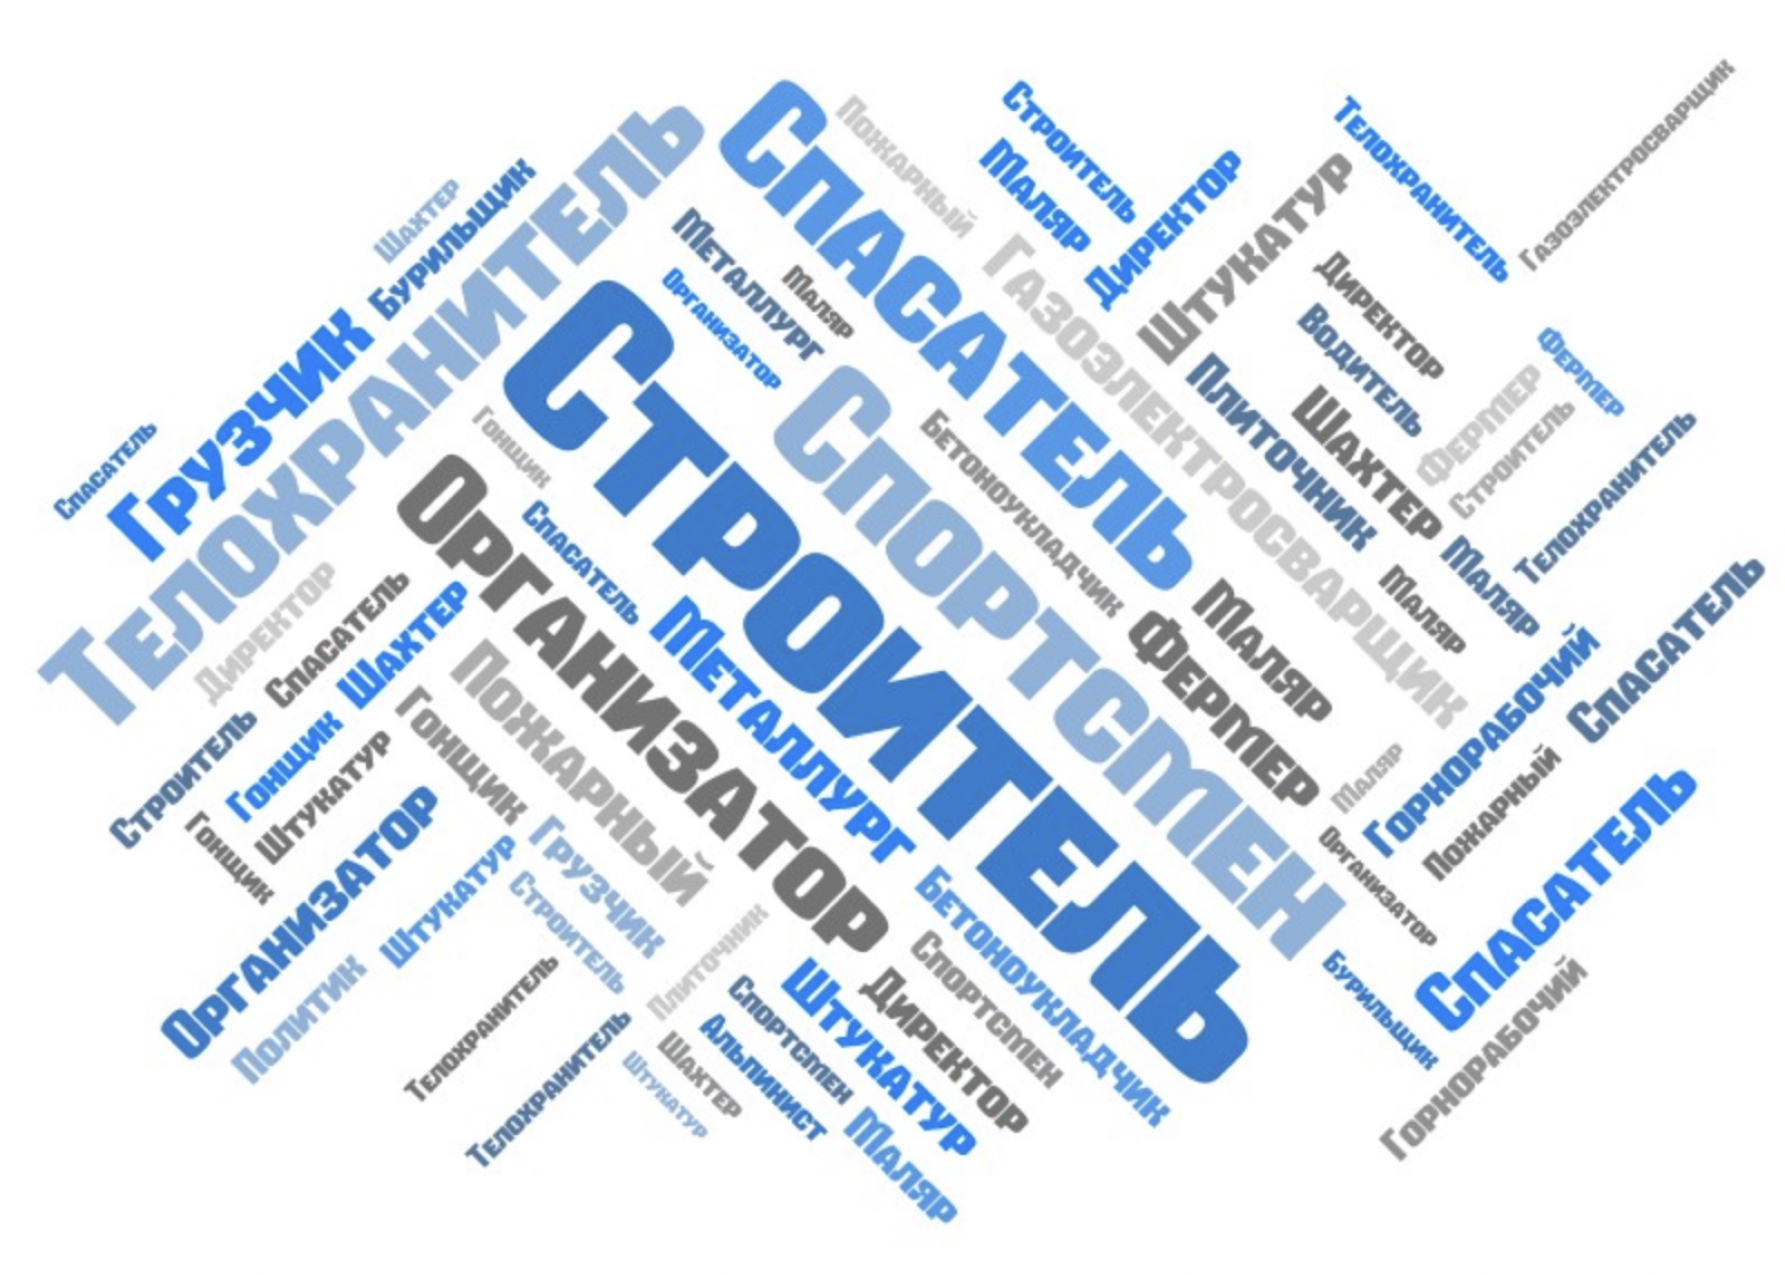 Газоэлектросварщик
Телохранитель
Строитель
Спасатель
Пожарный
Маляр
Директор
Штукатур
Телохранитель
Шахтер
Бурильщик
Металлург
Маляр
Организатор
Газоэлектросварщик
Директор
Водитель
Фермер
Фермер
Строитель
Телохранитель
Строитель
Грузчик
Спасатель
Спортсмен
Бетоноукладчик
Плиточник
Шахтер
Маляр
Маляр
Гонщик
Организатор
Спасатель
Металлург
Маляр
Фермер
Спасатель
Горнорабочий
Пожарный
Маляр
Организатор
Директор
Спасатель
Шахтер
Пожарный
Гонщик
Строитель
Гонщик
Штукатур
Гонщик
Организатор
Штукатур
Грузчик
Строитель
Политик
Телохранитель
Телохранитель
Плиточник
Шахтер
Штукатур
Спортсмен
Альпинист
Штукатур
Директор
Спортсмен
Маляр
Бетоноукладчик
Бурильщик
Спасатель
Горнорабочий